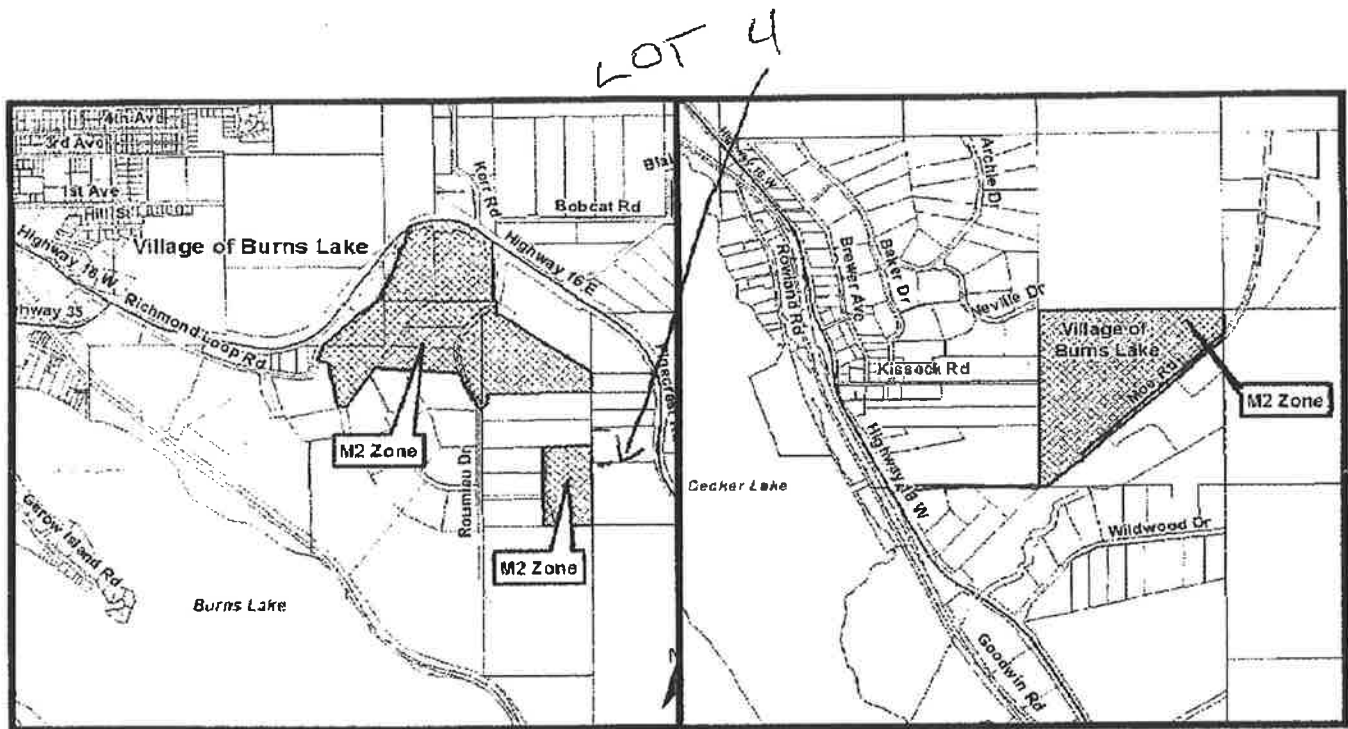 LOT 4
4th Ave
3rd Ave
1st Ave
Hill St
Village of Burns Lake
Highway 16 W
Richmond Loop Rd
Highway 16 E
Kerr Rd
Bobcat Rd
M2 Zone
Roumieu Dr
M2 Zone
Gerow Island Rd
Burns Lake
Highway 16 W
Rowland Rd
Brewer Ave
Baker Dr
Archie Dr
Neville Dr
Kissock Rd
Village of
Burns Lake
Moe Rd
M2 Zone
Decker Lake
Highway 16 W
Wildwood Dr
Goodwin Rd